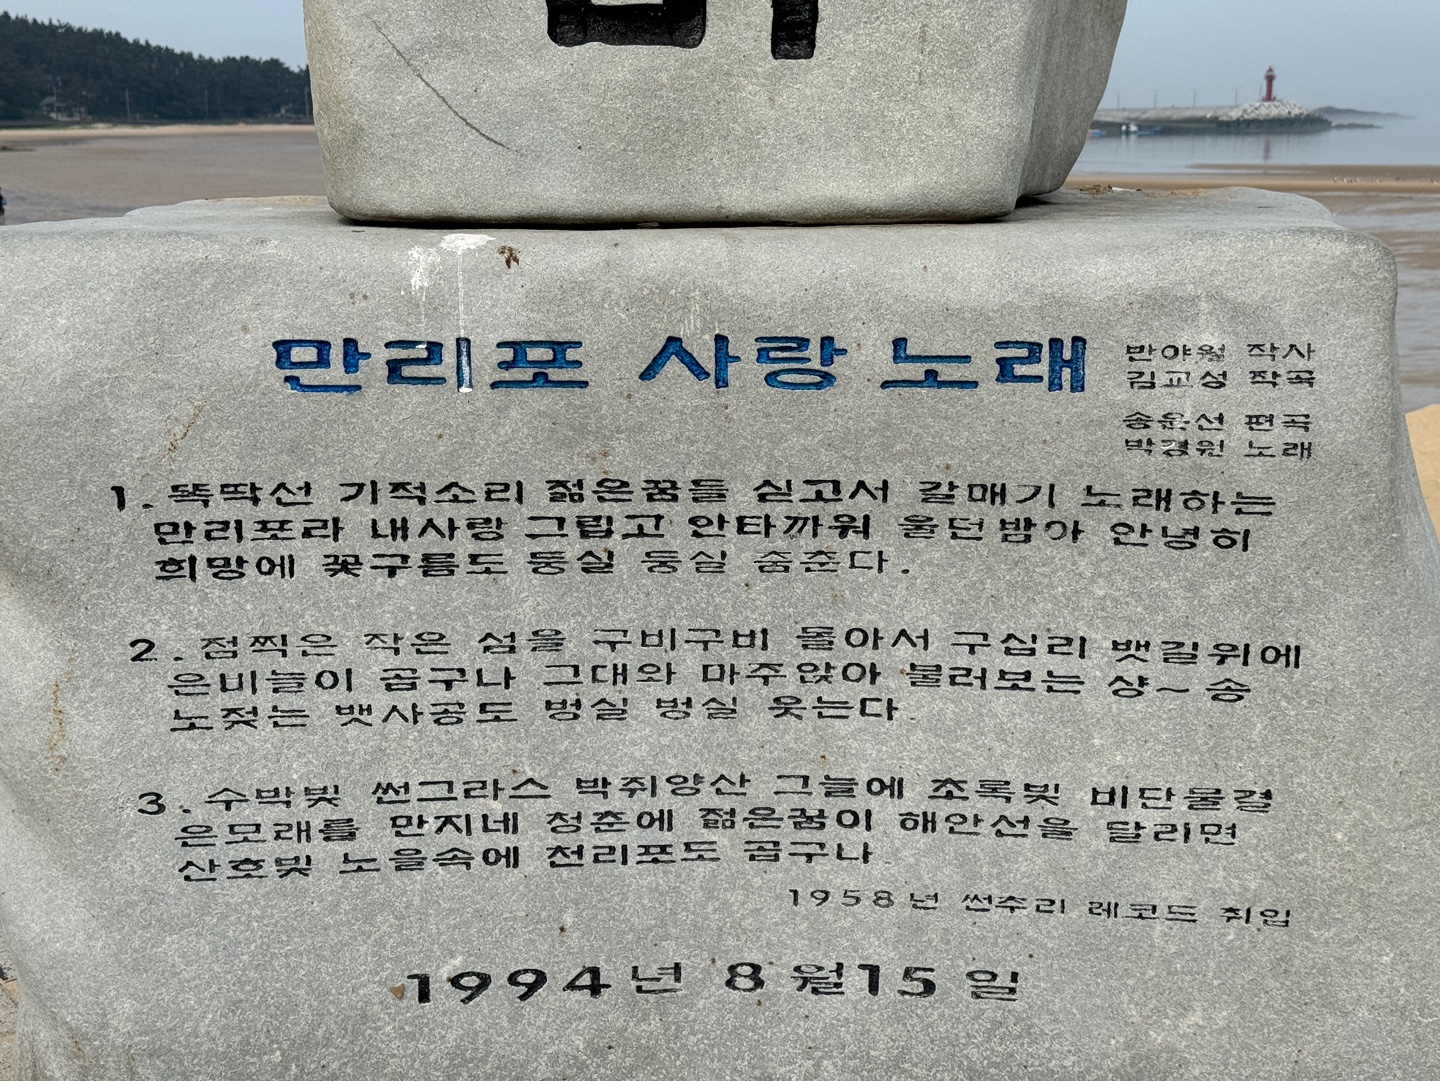 만리포 사랑 노래
반야월 작사
김교성 작곡
송운선 편곡
박경원 노래
1. 똑딱선 기적소리 젊은꿈들 싣고서 갈매기 노래하는
만리포라 내사랑 그립고 안타까워 울던밤아 안녕히
희망에 꽃구름도 둥실 둥실 춤춘다.
2. 점찍은 작은 섬을 구비구비 돌아서 구십리 뱃길위에
은비늘이 곱구나 그대와 마주앉아 불러보는 샹~송
노젖는 뱃사공도 벙실 벙실 웃는다.
3. 수박빛 썬그라스 박쥐양산 그늘에 초록빛 비단물결
은모래를 만지네 청춘에 젊은꿈이 해안선을 달리면
산호빛 노을속에 천리포도 곱구나
1958년 썬추리 레코드 취입
1994년 8월15일